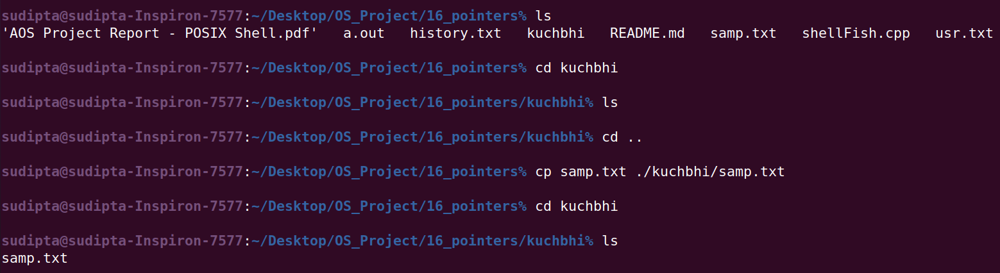 sudipta@sudipta-Inspiron-7577:~/Desktop/OS_Project/16_pointers% ls
'AOS Project Report - POSIX Shell.pdf'   a.out   history.txt   kuchbhi   README.md   samp.txt   shellFish.cpp   usr.txt
sudipta@sudipta-Inspiron-7577:~/Desktop/OS_Project/16_pointers% cd kuchbhi
sudipta@sudipta-Inspiron-7577:~/Desktop/OS_Project/16_pointers/kuchbhi% ls
sudipta@sudipta-Inspiron-7577:~/Desktop/OS_Project/16_pointers/kuchbhi% cd ..
sudipta@sudipta-Inspiron-7577:~/Desktop/OS_Project/16_pointers% cp samp.txt ./kuchbhi/samp.txt
sudipta@sudipta-Inspiron-7577:~/Desktop/OS_Project/16_pointers% cd kuchbhi
sudipta@sudipta-Inspiron-7577:~/Desktop/OS_Project/16_pointers/kuchbhi% ls
samp.txt